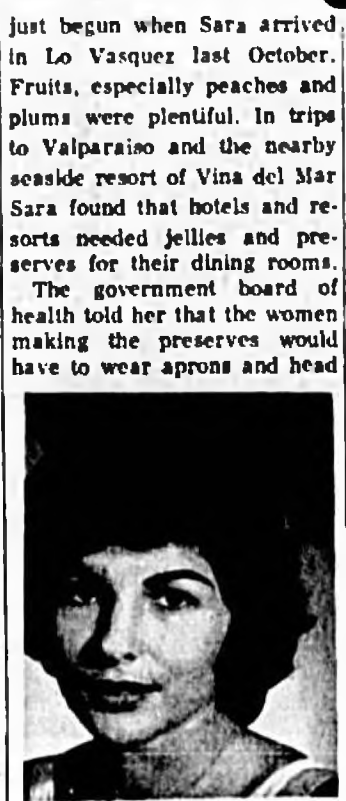 just begun when Sara arrived
in Lo Vasquez last October.
Fruits, especially peaches and
plums were plentiful. In trips
to Valparaiso and the nearby
seaside resort of Vina del Mar
Sara found that hotels and re-
sorts needed jellies and pre-
serves for their dining rooms.
The government board of
health told her that the women
making the preserves would
have to wear aprons and head